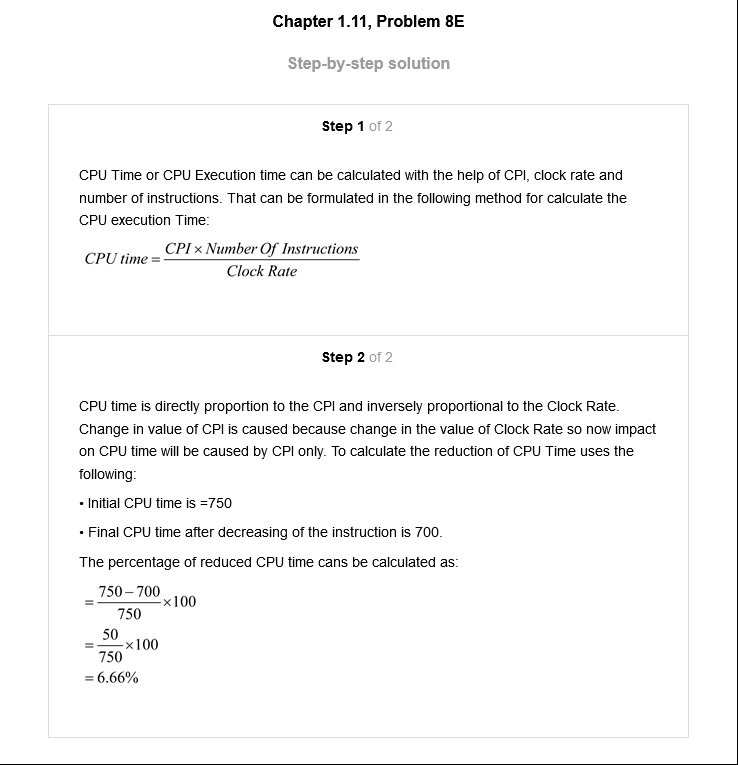 Chapter 1.11, Problem 8E
Step-by-step solution
Step 1 of 2
CPU Time or CPU Execution time can be calculated with the help of CPI, clock rate and
number of instructions. That can be formulated in the following method for calculate the
CPU execution Time:
CPU time = CPI × Number Of Instructions / Clock Rate
Step 2 of 2
CPU time is directly proportion to the CPI and inversely proportional to the Clock Rate.
Change in value of CPI is caused because change in the value of Clock Rate so now impact
on CPU time will be caused by CPI only. To calculate the reduction of CPU Time uses the
following:
• Initial CPU time is =750
• Final CPU time after decreasing of the instruction is 700.
The percentage of reduced CPU time cans be calculated as:
= 750 – 700 / 750 ×100
= 50 / 750 ×100
= 6.66%